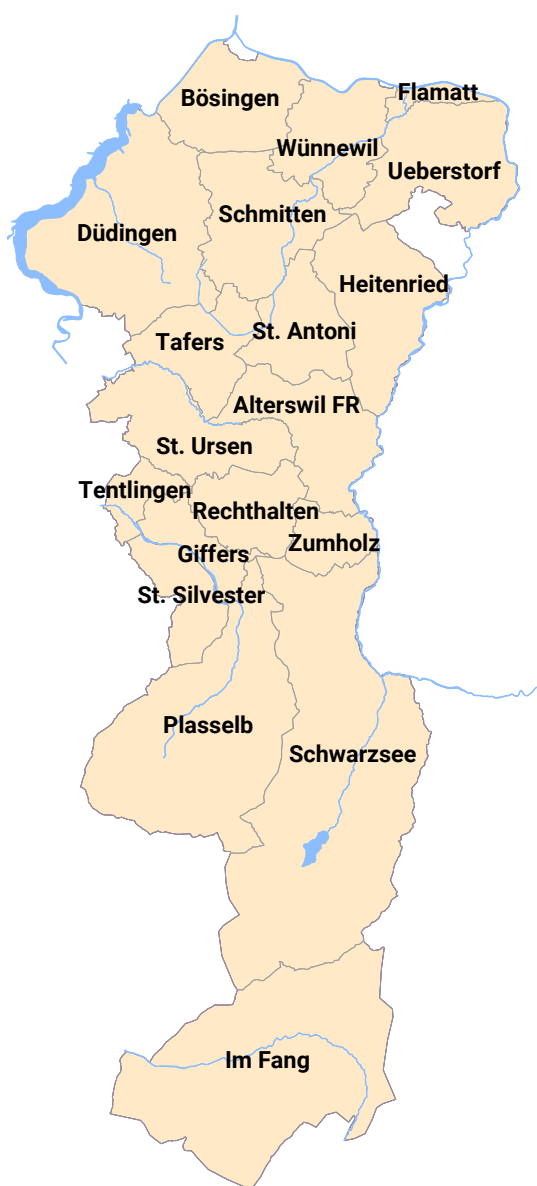 Flamatt
Bösingen
Wünnewil
Ueberstorf
Schmitten
Düdingen
Heitenried
St. Antoni
Tafers
Alterswil FR
St. Ursen
Tentlingen
Rechthalten
Zumholz
Giffers
St. Silvester
Plasselb
Schwarzsee
Im Fang